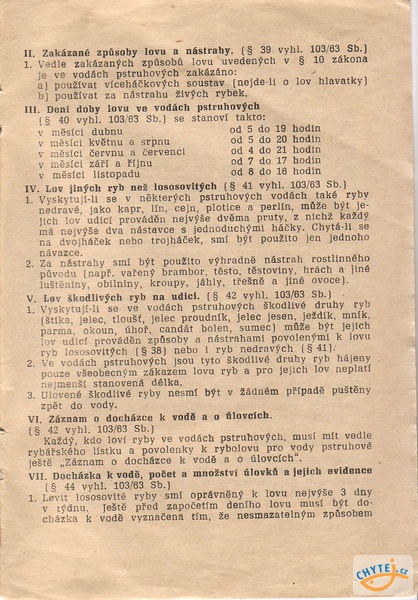 II. Zakázané způsoby lovu a nástrahy. (§ 39 vyhl. 103/63 Sb.)
1. Vedle zakázaných způsobů lovu uvedených v § 10 zákona
je ve vodách pstruhových zakázáno:
a) používat víceháčkových soustav (nejde-li o lov hlavatky)
b) používat za nástrahu živých rybek.
III. Dení doby lovu ve vodách pstruhových
(§ 40 vyhl. 103/63 Sb.) se stanoví takto:
v měsíci dubnu od 5 do 19 hodin
v měsíci květnu a srpnu od 5 do 20 hodin
v měsíci červnu a červenci od 4 do 21 hodin
v měsíci září a říjnu od 7 do 17 hodin
v měsíci listopadu od 8 do 16 hodin
IV. Lov jiných ryb než lososovitých (§ 41 vyhl. 103/63 Sb.)
1. Vyskytují-li se v některých pstruhových vodách také ryby
nedravé, jako kapr, lín, cejn, plotice a perlín, může být je-
jich lov udicí prováděn nejvýše dvěma pruty, z nichž každý
má nejvýše dva nástavce s jednoduchými háčky. Chytá-li se
na dvojháček nebo trojháček, smí být použito jen jednoho
návazce.
2. Za nástrahy smí být použito výhradně nástrah rostlinného
původu (např. vařený brambor, těsto, těstoviny, hrách a jiné
luštěniny, obilniny, kroupy, jáhly, třešně a jiné ovoce).
V. Lov škodlivých ryb na udici. (§ 42 vyhl. 103/63 Sb.)
1. Vyskytují-li se ve vodách pstruhových škodlivé druhy ryb
(štika, jelec, tloušť, jelec proudník, jelec jesen, ježdík, mník,
parma, okoun, úhoř, candát bolen, sumec) může být jejich
lov udicí prováděn způsoby a nástrahami povolenými k lovu
ryb lososovitých (§ 38) nebo i ryb nedravých (§ 41).
2. Ve vodách pstruhových jsou tyto škodlivé druhy ryb hájeny
pouze všeobecným zákazem lovu ryb a pro jejich lov neplatí
nejmenší stanovená délka.
3. Ulovené škodlivé ryby nesmí být v žádném případě puštěny
zpět do vody.
VI. Záznam o docházce k vodě a o úlovcích.
(§ 42 vyhl. 103/63 Sb.)
Každý, kdo loví ryby ve vodách pstruhových, musí mít vedle
rybářského lístku a povolenky k rybolovu pro vody pstruhové
ještě „Záznam o docházce k vodě a o úlovcích“.
VII. Docházka k vodě, počet a množství úlovků a jejich evidence
(§ 44 vyhl. 103/63 Sb.)
1. Lovit lososovité ryby smí oprávněný k lovu nejvýše 3 dny
v týdnu. Ještě před započetím deního lovu musí být do-
cházka k vodě vyznačena tím, že nesmazatelným způsobem
CHYTEJ.cz